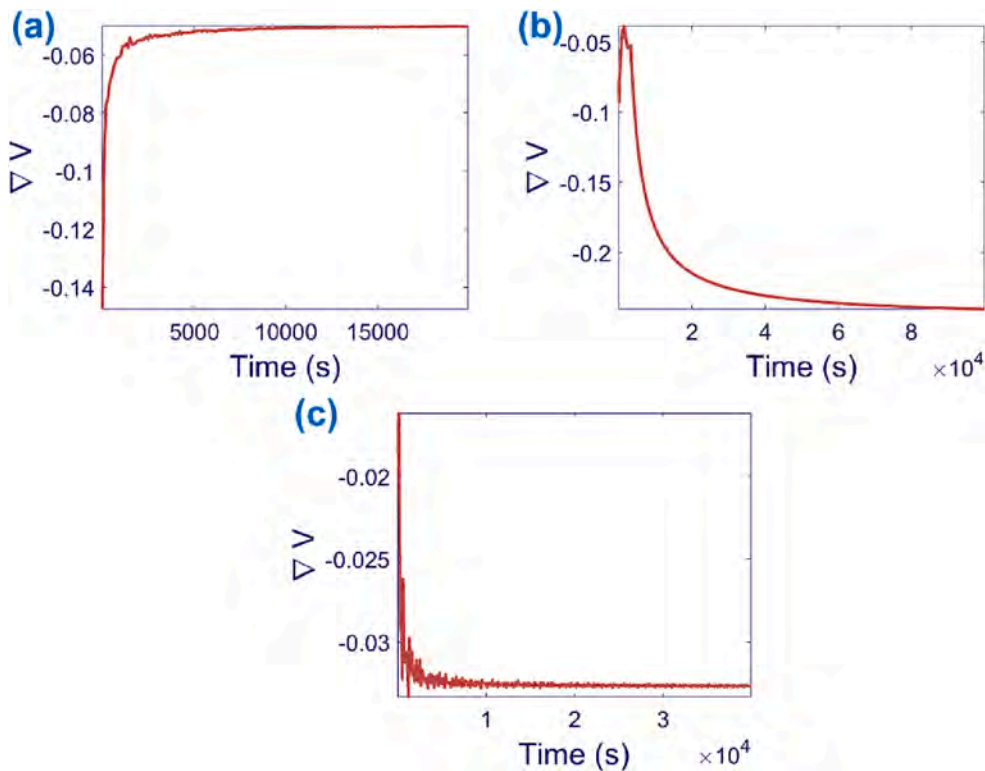 (a)
-0.06
-0.08
-0.1
-0.12
-0.14
∇ V
5000 10000 15000
Time (s)
(b)
-0.05
-0.1
-0.15
-0.2
∇ V
2 4 6 8
Time (s)
×10⁴
(c)
-0.02
-0.025
-0.03
∇ V
1 2 3
Time (s)
×10⁴